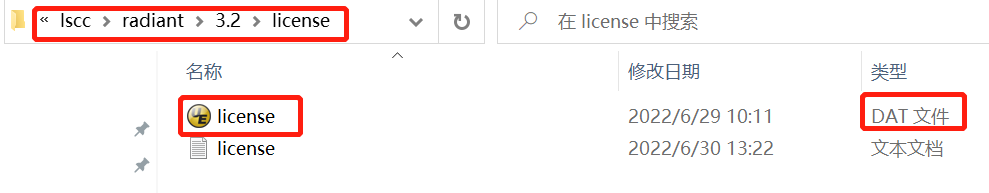 « lscc > radiant > 3.2 > license
在 license 中搜索
名称 修改日期 类型
license 2022/6/29 10:11 DAT 文件
license 2022/6/30 13:22 文本文档